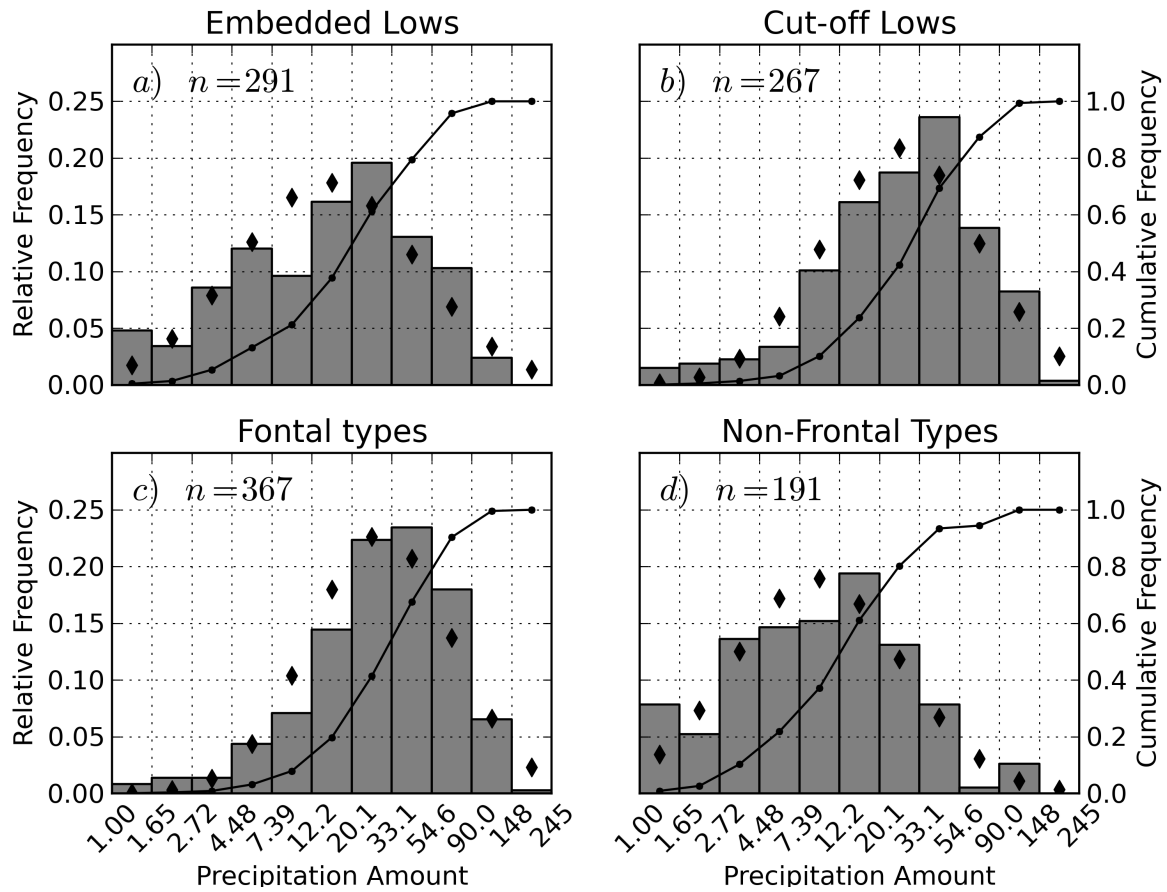 Embedded Lows
Cut-off Lows
a) n=291
b) n=267
Relative Frequency
0.25
0.20
0.15
0.10
0.05
0.00
1.0
0.8
0.6
0.4
0.2
0.0
Cumulative Frequency
Fontal types
Non-Frontal Types
c) n=367
d) n=191
Relative Frequency
0.25
0.20
0.15
0.10
0.05
0.00
1.0
0.8
0.6
0.4
0.2
0.0
Cumulative Frequency
1.00 1.65 2.72 4.48 7.39 12.2 20.1 33.1 54.6 90.0 148 245
1.00 1.65 2.72 4.48 7.39 12.2 20.1 33.1 54.6 90.0 148 245
Precipitation Amount
Precipitation Amount